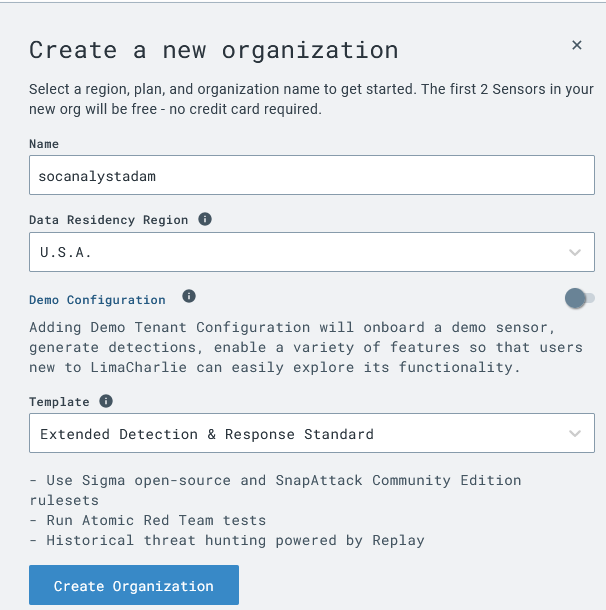 Create a new organization
Select a region, plan, and organization name to get started. The first 2 Sensors in your
new org will be free - no credit card required.
Name
socanalystadam
Data Residency Region
U.S.A.
Demo Configuration
Adding Demo Tenant Configuration will onboard a demo sensor,
generate detections, enable a variety of features so that users
new to LimaCharlie can easily explore its functionality.
Template
Extended Detection & Response Standard
- Use Sigma open-source and SnapAttack Community Edition
rulesets
- Run Atomic Red Team tests
- Historical threat hunting powered by Replay
Create Organization